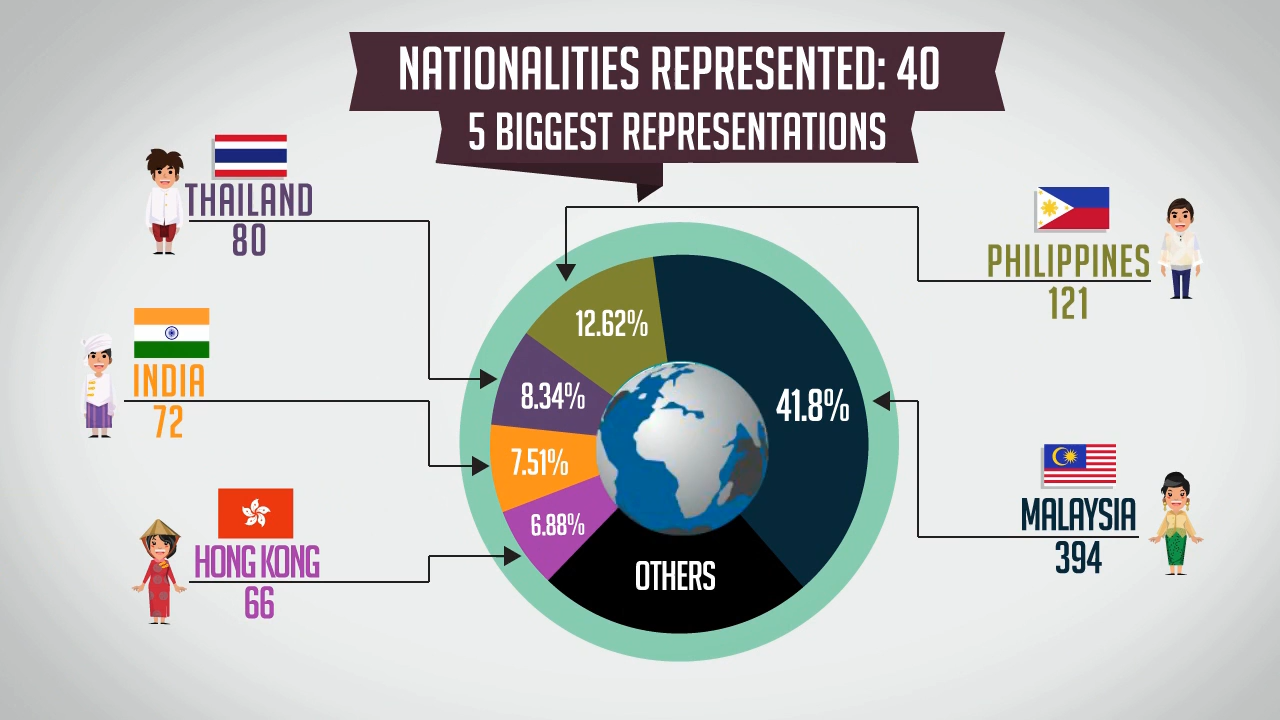 NATIONALITIES REPRESENTED: 40
5 BIGGEST REPRESENTATIONS
THAILAND
80
INDIA
72
HONG KONG
66
PHILIPPINES
121
MALAYSIA
394
12.62%
41.8%
8.34%
7.51%
6.88%
OTHERS